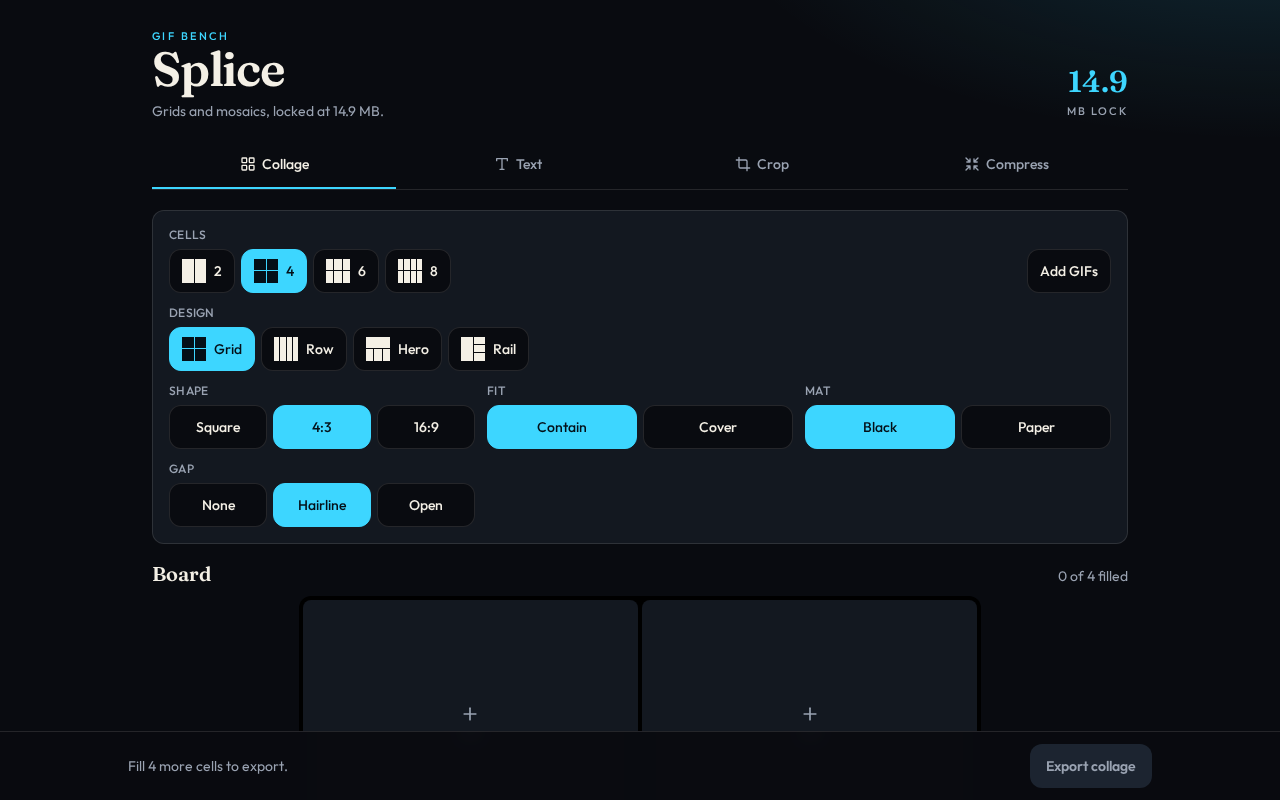 GIF BENCH
Splice
Grids and mosaics, locked at 14.9 MB.
14.9
MB LOCK
Collage
Text
Crop
Compress
CELLS
2
4
6
8
Add GIFs
DESIGN
Grid
Row
Hero
Rail
SHAPE
FIT
MAT
Square
4:3
16:9
Contain
Cover
Black
Paper
GAP
None
Hairline
Open
Board
0 of 4 filled
Fill 4 more cells to export.
Export collage